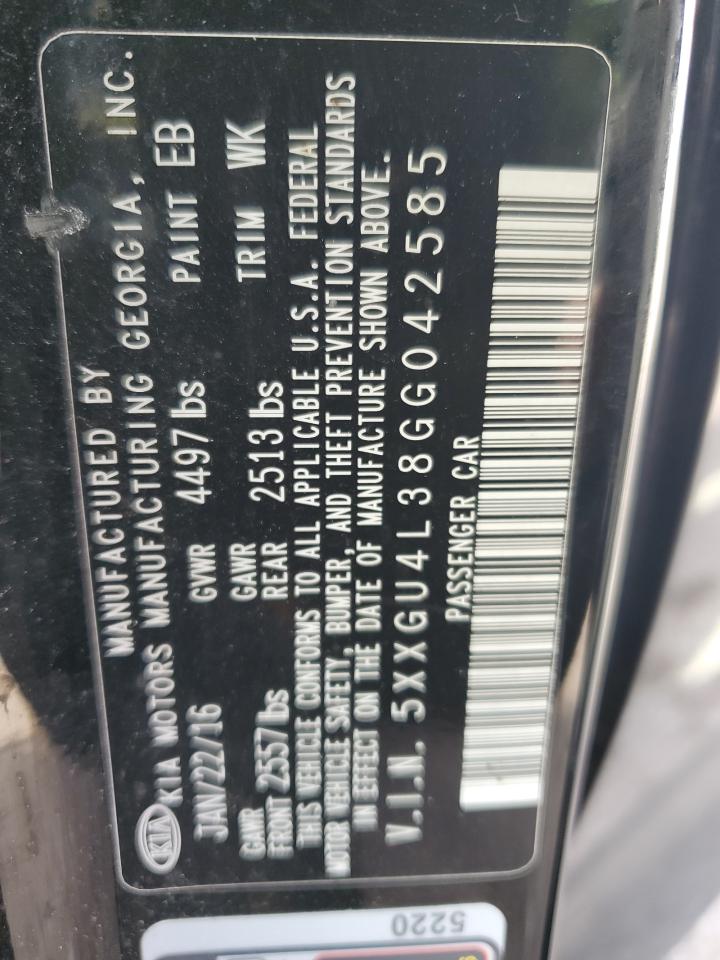 MANUFACTURED BY
KIA KIA MOTORS MANUFACTURING GEORGIA, INC.
JAN/22/16 GVWR 4497 lbs PAINT EB
GAWR FRONT 2557 lbs GAWR REAR 2513 lbs TRIM WK
THIS VEHICLE CONFORMS TO ALL APPLICABLE U.S.A. FEDERAL
MOTOR VEHICLE SAFETY, BUMPER, AND THEFT PREVENTION STANDARDS
IN EFFECT ON THE DATE OF MANUFACTURE SHOWN ABOVE.
V.I.N. 5XXGU4L38GG042585
PASSENGER CAR
5220